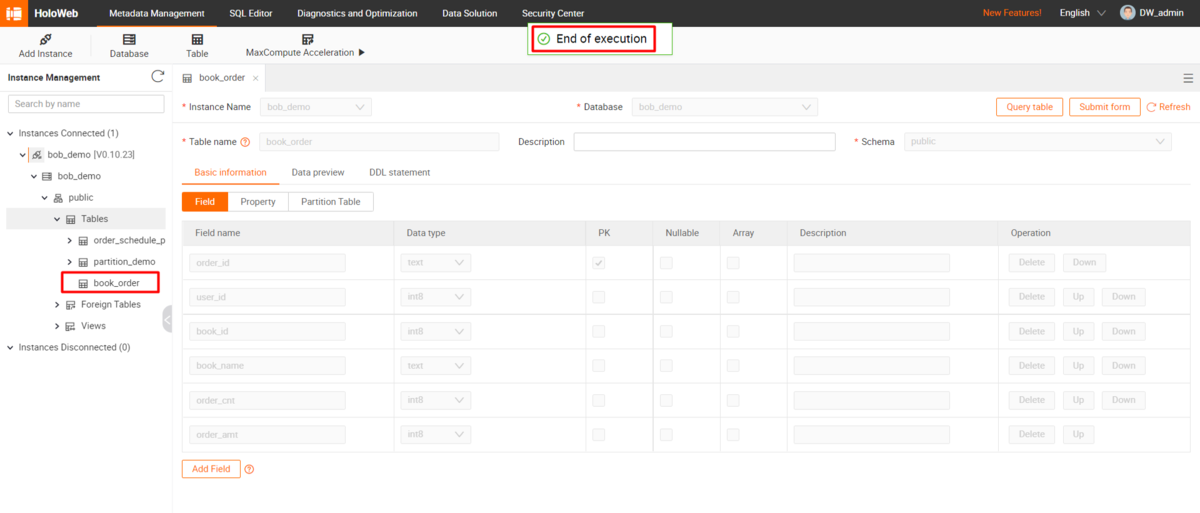 HoloWeb Metadata Management SQL Editor Diagnostics and Optimization Data Solution Security Center New Features! English DW_admin
End of execution
Add Instance Database Table MaxCompute Acceleration
Instance Management
book_order
Search by name
* Instance Name bob_demo * Database bob_demo Query table Submit form Refresh
Instances Connected (1)
* Table name book_order Description * Schema public
bob_demo [V0.10.23]
bob_demo
Basic information Data preview DDL statement
public
Field Property Partition Table
Tables
Field name Data type PK Nullable Array Description Operation
order_schedule_p
partition_demo
order_id text Delete Down
book_order
user_id int8 Delete Up Down
Foreign Tables
Views
book_id int8 Delete Up Down
Instances Disconnected (0)
book_name text Delete Up Down
order_cnt int8 Delete Up Down
order_amt int8 Delete Up
Add Field